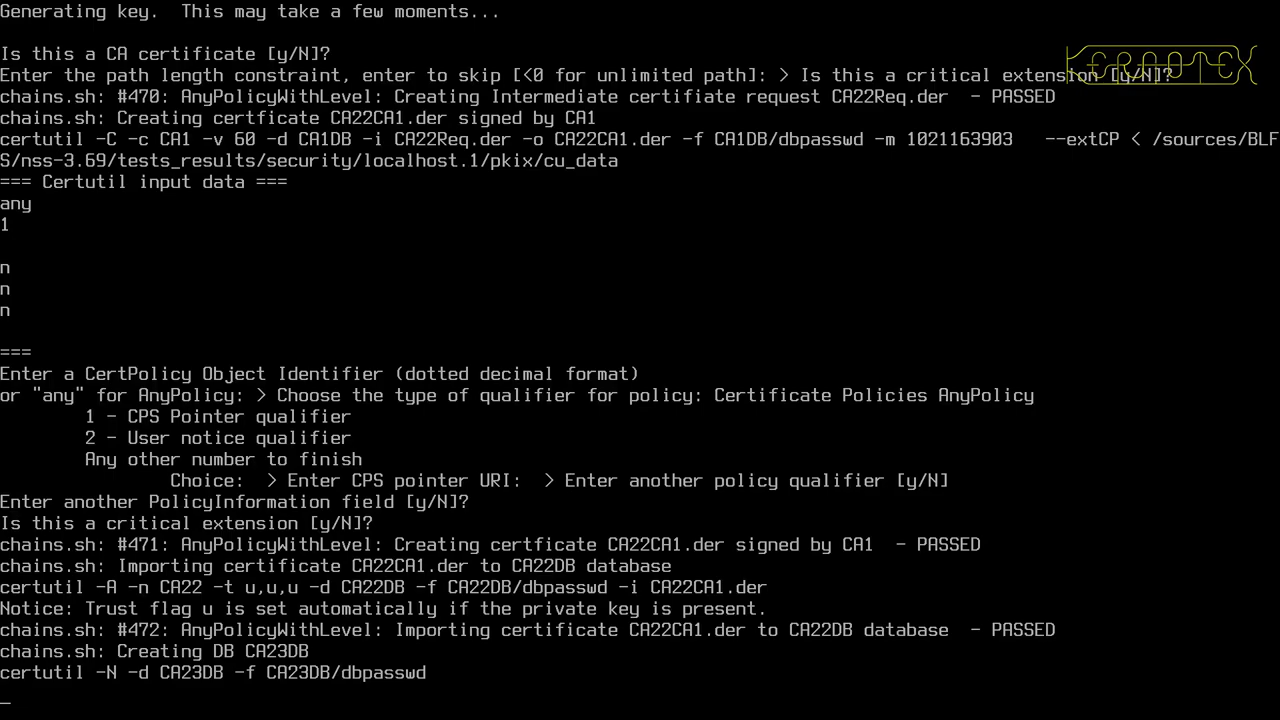 Generating key.  This may take a few moments...
Is this a CA certificate [y/N]?
Enter the path length constraint, enter to skip [<0 for unlimited path]: > Is this a critical extension [y/N]?
KERAOTEX
chains.sh: #470: AnyPolicyWithLevel: Creating Intermediate certifiate request CA22Req.der  - PASSED
chains.sh: Creating certficate CA22CA1.der signed by CA1
certutil -C -c CA1 -v 60 -d CA1DB -i CA22Req.der -o CA22CA1.der -f CA1DB/dbpasswd -m 1021163903   --extCP < /sources/BLF
S/nss-3.69/tests_results/security/localhost.1/pkix/cu_data
=== Certutil input data ===
any
1
n
n
n
===
Enter a CertPolicy Object Identifier (dotted decimal format)
or "any" for AnyPolicy: > Choose the type of qualifier for policy: Certificate Policies AnyPolicy
1 - CPS Pointer qualifier
2 - User notice qualifier
Any other number to finish
Choice:  > Enter CPS pointer URI:  > Enter another policy qualifier [y/N]
Enter another PolicyInformation field [y/N]?
Is this a critical extension [y/N]?
chains.sh: #471: AnyPolicyWithLevel: Creating certficate CA22CA1.der signed by CA1  - PASSED
chains.sh: Importing certificate CA22CA1.der to CA22DB database
certutil -A -n CA22 -t u,u,u -d CA22DB -f CA22DB/dbpasswd -i CA22CA1.der
Notice: Trust flag u is set automatically if the private key is present.
chains.sh: #472: AnyPolicyWithLevel: Importing certificate CA22CA1.der to CA22DB database  - PASSED
chains.sh: Creating DB CA23DB
certutil -N -d CA23DB -f CA23DB/dbpasswd
_